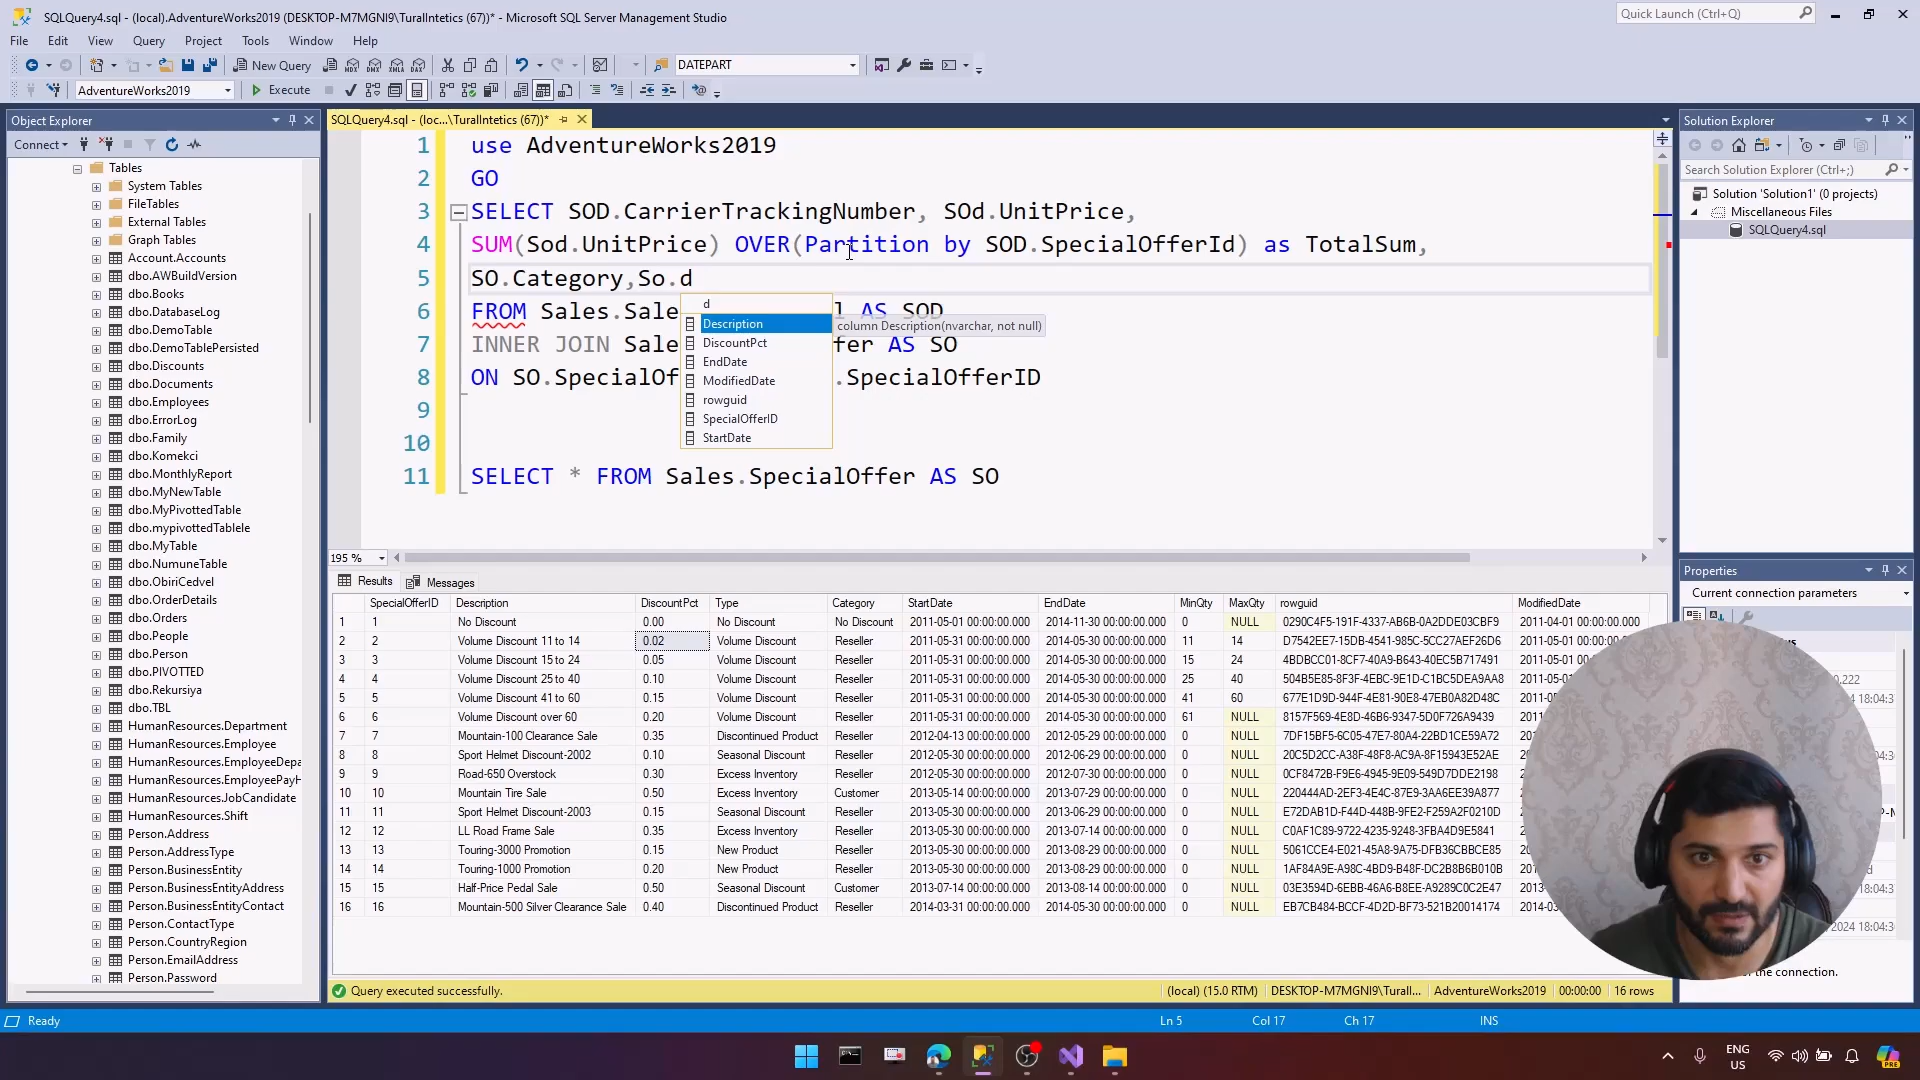 SQLQuery4.sql - (local).AdventureWorks2019 (DESKTOP-M7MGNI9\TuralIntetics (67))* - Microsoft SQL Server Management Studio
Quick Launch (Ctrl+Q)
File Edit View Query Project Tools Window Help
New Query
DATEPART
AdventureWorks2019
Execute
Object Explorer
Connect
Tables
System Tables
FileTables
External Tables
Graph Tables
Account.Accounts
dbo.AWBuildVersion
dbo.Books
dbo.DatabaseLog
dbo.DemoTable
dbo.DemoTablePersisted
dbo.Discounts
dbo.Documents
dbo.Employees
dbo.ErrorLog
dbo.Family
dbo.Komekci
dbo.MonthlyReport
dbo.MyNewTable
dbo.MyPivottedTable
dbo.mypivottedTablele
dbo.MyTable
dbo.NumuneTable
dbo.ObiriCedvel
dbo.OrderDetails
dbo.Orders
dbo.People
dbo.Person
dbo.PIVOTTED
dbo.Rekursiya
dbo.TBL
HumanResources.Department
HumanResources.Employee
HumanResources.EmployeeDepa
HumanResources.EmployeePayH
HumanResources.JobCandidate
HumanResources.Shift
Person.Address
Person.AddressType
Person.BusinessEntity
Person.BusinessEntityAddress
Person.BusinessEntityContact
Person.ContactType
Person.CountryRegion
Person.EmailAddress
Person.Password
SQLQuery4.sql - (loc...\TuralIntetics (67))*
1 use AdventureWorks2019
2 GO
3 SELECT SOD.CarrierTrackingNumber, SOd.UnitPrice,
4 SUM(Sod.UnitPrice) OVER(Partition by SOD.SpecialOfferId) as TotalSum,
5 SO.Category,So.d
6 FROM Sales.Sale l AS SOD
7 INNER JOIN Sale ffer AS SO
8 ON SO.SpecialOf .SpecialOfferID
9
10
11 SELECT * FROM Sales.SpecialOffer AS SO
d
Description
DiscountPct
EndDate
ModifiedDate
rowguid
SpecialOfferID
StartDate
column Description(nvarchar, not null)
195 %
Results Messages
SpecialOfferID Description DiscountPct Type Category StartDate EndDate MinQty MaxQty rowguid ModifiedDate
1 1 No Discount 0.00 No Discount No Discount 2011-05-01 00:00:00.000 2014-11-30 00:00:00.000 0 NULL 0290C4F5-191F-4337-AB6B-0A2DDE03CBF9 2011-04-01 00:00:00.000
2 2 Volume Discount 11 to 14 0.02 Volume Discount Reseller 2011-05-31 00:00:00.000 2014-05-30 00:00:00.000 11 14 D7542EE7-15DB-4541-985C-5CC27AEF26D6 2011-05-01 00:00:00.000
3 3 Volume Discount 15 to 24 0.05 Volume Discount Reseller 2011-05-31 00:00:00.000 2014-05-30 00:00:00.000 15 24 4BDBCC01-8CF7-40A9-B643-40EC5B717491 2011-05-01 00:00
4 4 Volume Discount 25 to 40 0.10 Volume Discount Reseller 2011-05-31 00:00:00.000 2014-05-30 00:00:00.000 25 40 504B5E85-8F3F-4EBC-9E1D-C1BC5DEA9AA8 2011-05-01
5 5 Volume Discount 41 to 60 0.15 Volume Discount Reseller 2011-05-31 00:00:00.000 2014-05-30 00:00:00.000 41 60 677E1D9D-944F-4E81-90E8-47EB0A82D48C 2011-05-
6 6 Volume Discount over 60 0.20 Volume Discount Reseller 2011-05-31 00:00:00.000 2014-05-30 00:00:00.000 61 NULL 8157F569-4E8D-46B6-9347-5D0F726A9439 2011
7 7 Mountain-100 Clearance Sale 0.35 Discontinued Product Reseller 2012-04-13 00:00:00.000 2012-05-29 00:00:00.000 0 NULL 7DF15BF5-6C05-47E7-80A4-22BD1CE59A72
8 8 Sport Helmet Discount-2002 0.10 Seasonal Discount Reseller 2012-05-30 00:00:00.000 2012-06-29 00:00:00.000 0 NULL 20C5D2CC-A38F-48F8-AC9A-8F15943E52AE
9 9 Road-650 Overstock 0.30 Excess Inventory Reseller 2012-05-30 00:00:00.000 2012-07-30 00:00:00.000 0 NULL 0CF8472B-F9E6-4945-9E09-549D7DDE2198
10 10 Mountain Tire Sale 0.50 Excess Inventory Customer 2013-05-14 00:00:00.000 2013-07-29 00:00:00.000 0 NULL 220444AD-2EF3-4E4C-87E9-3AA6EE39A877
11 11 Sport Helmet Discount-2003 0.15 Seasonal Discount Reseller 2013-05-30 00:00:00.000 2013-06-29 00:00:00.000 0 NULL E72DAB1D-F44D-448B-9FE2-F259A2F0210D
12 12 LL Road Frame Sale 0.35 Excess Inventory Reseller 2013-05-30 00:00:00.000 2013-07-14 00:00:00.000 0 NULL C0AF1C89-9722-4235-9248-3FBA4D9E5841
13 13 Touring-3000 Promotion 0.15 New Product Reseller 2013-05-30 00:00:00.000 2013-08-29 00:00:00.000 0 NULL 5061CCE4-E021-45A8-9A75-DFB36CBBCE85
14 14 Touring-1000 Promotion 0.20 New Product Reseller 2013-05-30 00:00:00.000 2013-08-29 00:00:00.000 0 NULL 1AF84A9E-A98C-4BD9-B48F-DC2B8B6B010B
15 15 Half-Price Pedal Sale 0.50 Seasonal Discount Customer 2013-07-14 00:00:00.000 2013-08-14 00:00:00.000 0 NULL 03E3594D-6EBB-46A6-B8EE-A9289C0C2E47
16 16 Mountain-500 Silver Clearance Sale 0.40 Discontinued Product Reseller 2014-03-31 00:00:00.000 2014-05-30 00:00:00.000 0 NULL EB7CB484-BCCF-4D2D-BF73-521B20014174
Query executed successfully. (local) (15.0 RTM) DESKTOP-M7MGNI9\TuralI... AdventureWorks2019 00:00:00 16 rows
Solution Explorer
Search Solution Explorer (Ctrl+;)
Solution 'Solution1' (0 projects)
Miscellaneous Files
SQLQuery4.sql
Properties
Current connection parameters
the connection.
Ready Ln 5 Col 17 Ch 17 INS
ENG
US
PRE